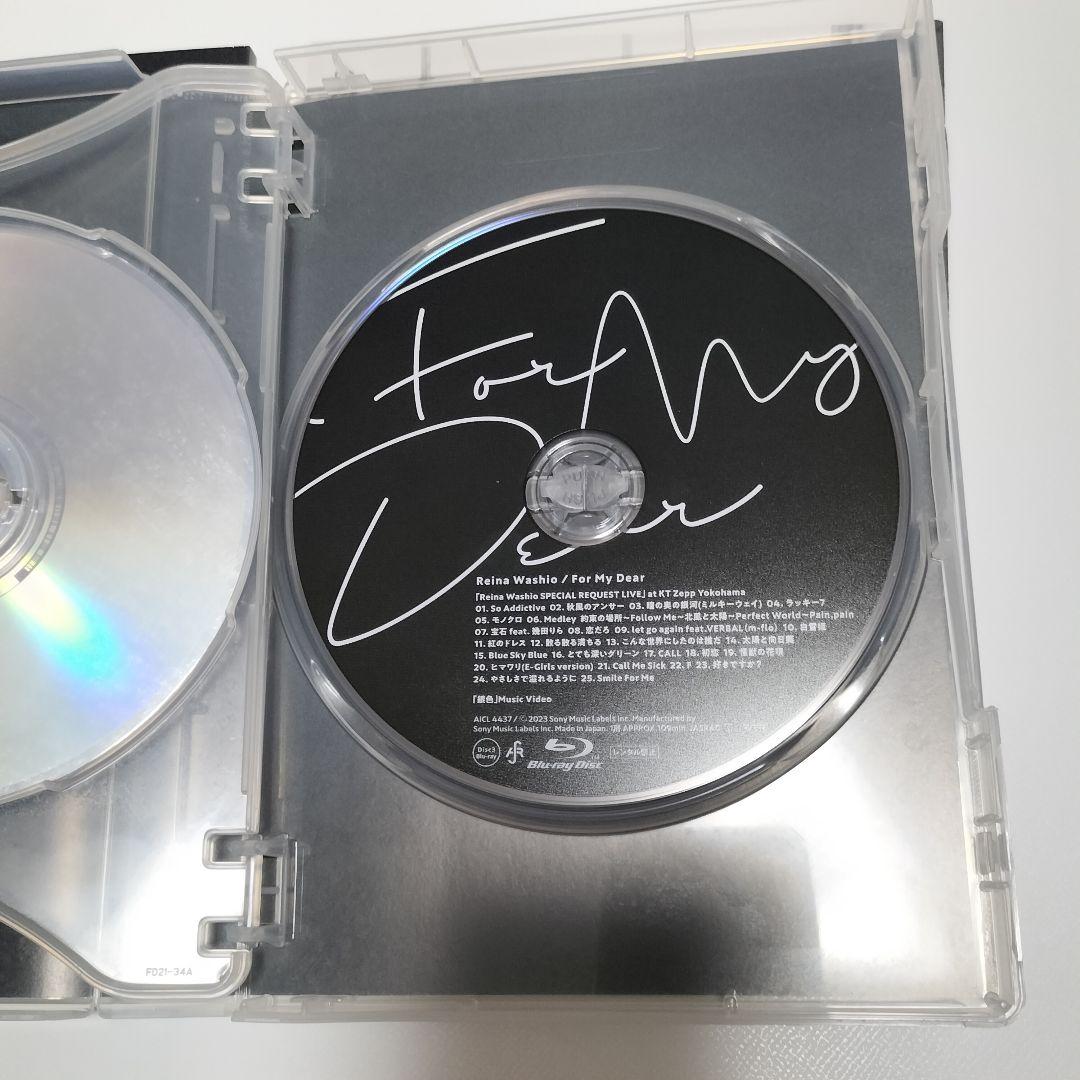 For My
Dear
PUSH
Reina Washio / For My Dear
「Reina Washio SPECIAL REQUEST LIVE」 at KT Zepp Yokohama
01. So Addictive 02. 秋風のアンサー 03. 瞳の奥の銀河(ミルキーウェイ) 04. ラッキー7
05. モノクロ 06. Medley 約束の場所～Follow Me～北風と太陽～Perfect World～Pain,pain
07. 宝石 feat. 幾田りら 08. 恋だろ 09. let go again feat.VERBAL(m-flo) 10. 白雪姫
11. 紅のドレス 12. 散る散る満ちる 13. こんな世界にしたのは誰だ 14. 太陽と向日葵
15. Blue Sky Blue 16. とても深いグリーン 17. CALL 18. 初恋 19. 怪獣の花唄
20. ヒマワリ(E-Girls version) 21. Call Me Sick 22. 23. 好きですか?
24. やさしさで溢れるように 25. Smile For Me
「銀色」Music Video
AICL 4437 / ©2023 Sony Music Labels Inc. Manufactured by
Sony Music Labels Inc. Made in Japan. APPROX. 109min. JASRAC
Disc3
Blu-ray
Blu-ray Disc
レンタル禁止
FD21-34A